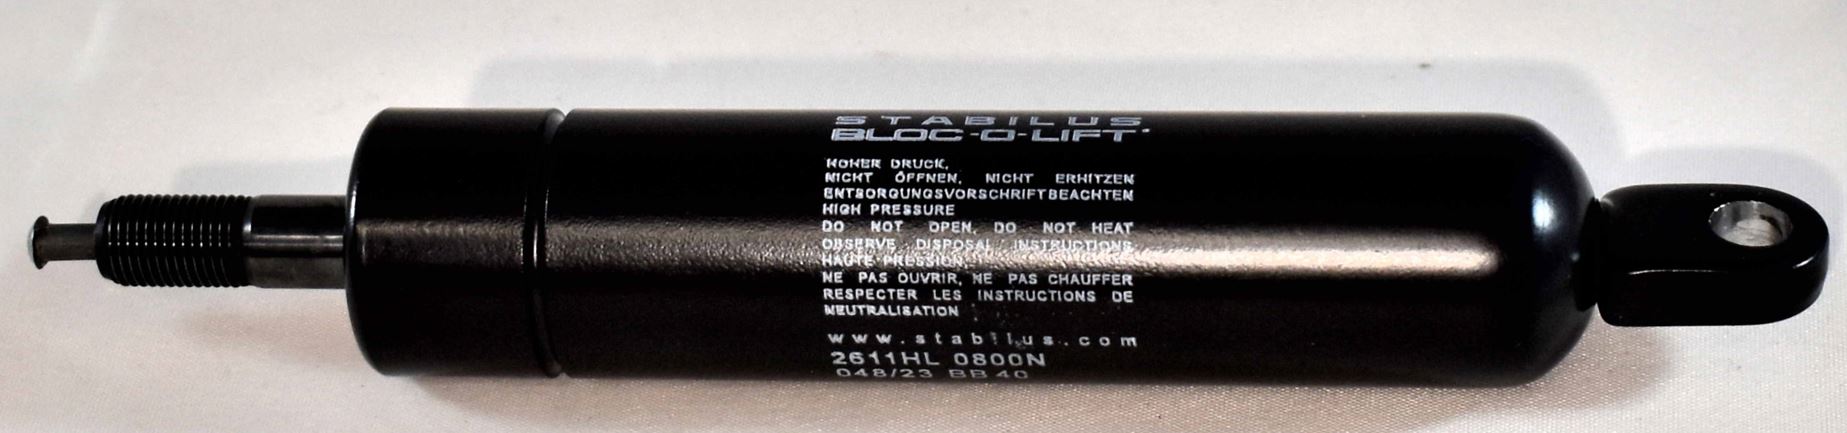 STABILUS
BLOC-O-LIFT®
HOHER DRUCK,
NICHT ÖFFNEN, NICHT ERHITZEN
ENTSORGUNGSVORSCHRIFT BEACHTEN
HIGH PRESSURE
DO NOT OPEN, DO NOT HEAT
OBSERVE DISPOSAL INSTRUCTIONS
HAUTE PRESSION,
NE PAS OUVRIR, NE PAS CHAUFFER
RESPECTER LES INSTRUCTIONS DE
NEUTRALISATION
www.stabilus.com
2611HL 0800N
048/23 BB 40